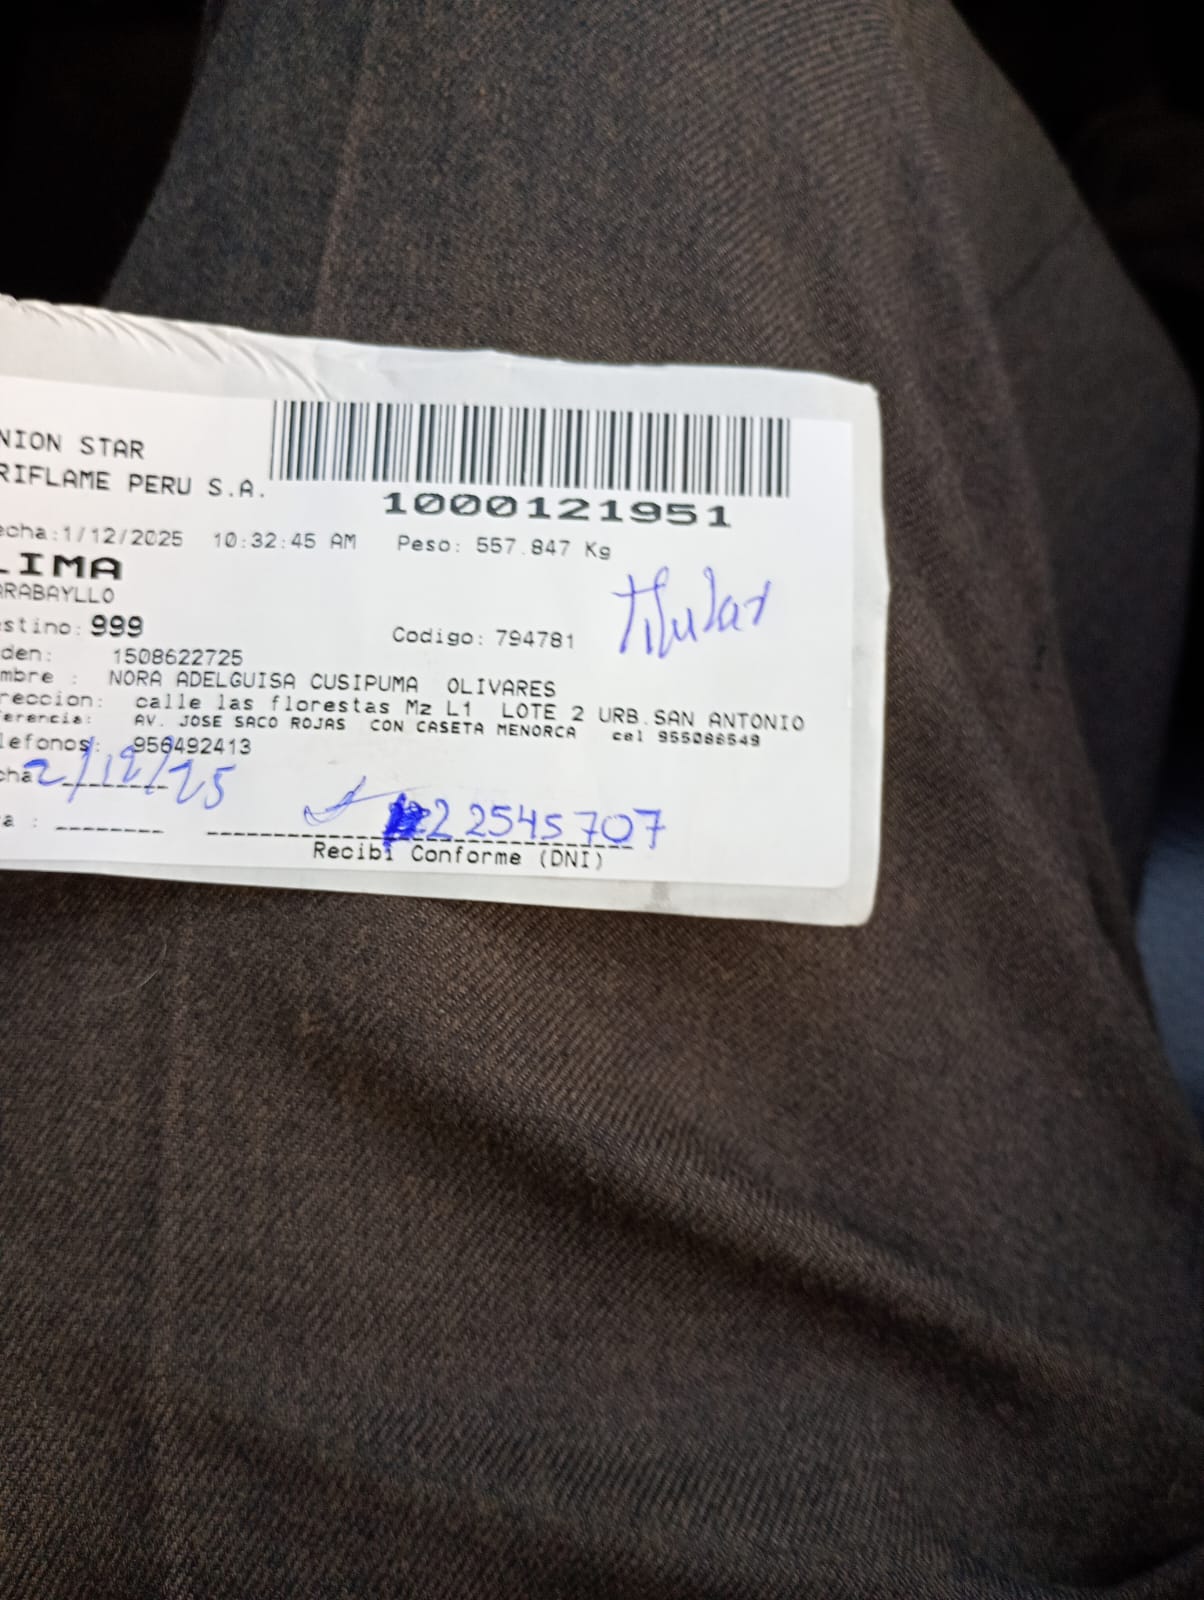 NION STAR
RIFLAME PERU S.A.
1000121951
echa:1/12/2025 10:32:45 AM Peso: 557.847 Kg
LIMA
ARABAYLLO
Titular
stino: 999
Codigo: 794781
den: 1508622725
mbre : NORA ADELGUISA CUSIPUMA OLIVARES
reccion: calle las florestas Mz L1 LOTE 2 URB.SAN ANTONIO
erencia: AV. JOSE SACO ROJAS CON CASETA MENORCA cel 955088549
lefonos: 956492413
cha 2/12/25
a : 22545707
Recibi Conforme (DNI)